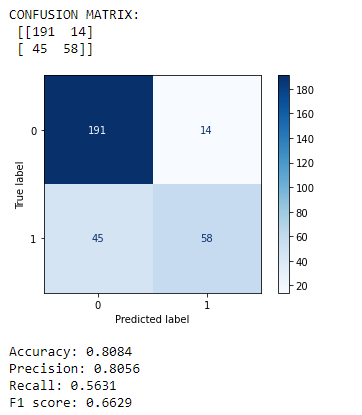 CONFUSION MATRIX:
[[191 14]
[ 45 58]]
0
191
14
True label
1
45
58
0
1
Predicted label
180
160
140
120
100
80
60
40
20
Accuracy: 0.8084
Precision: 0.8056
Recall: 0.5631
F1 score: 0.6629